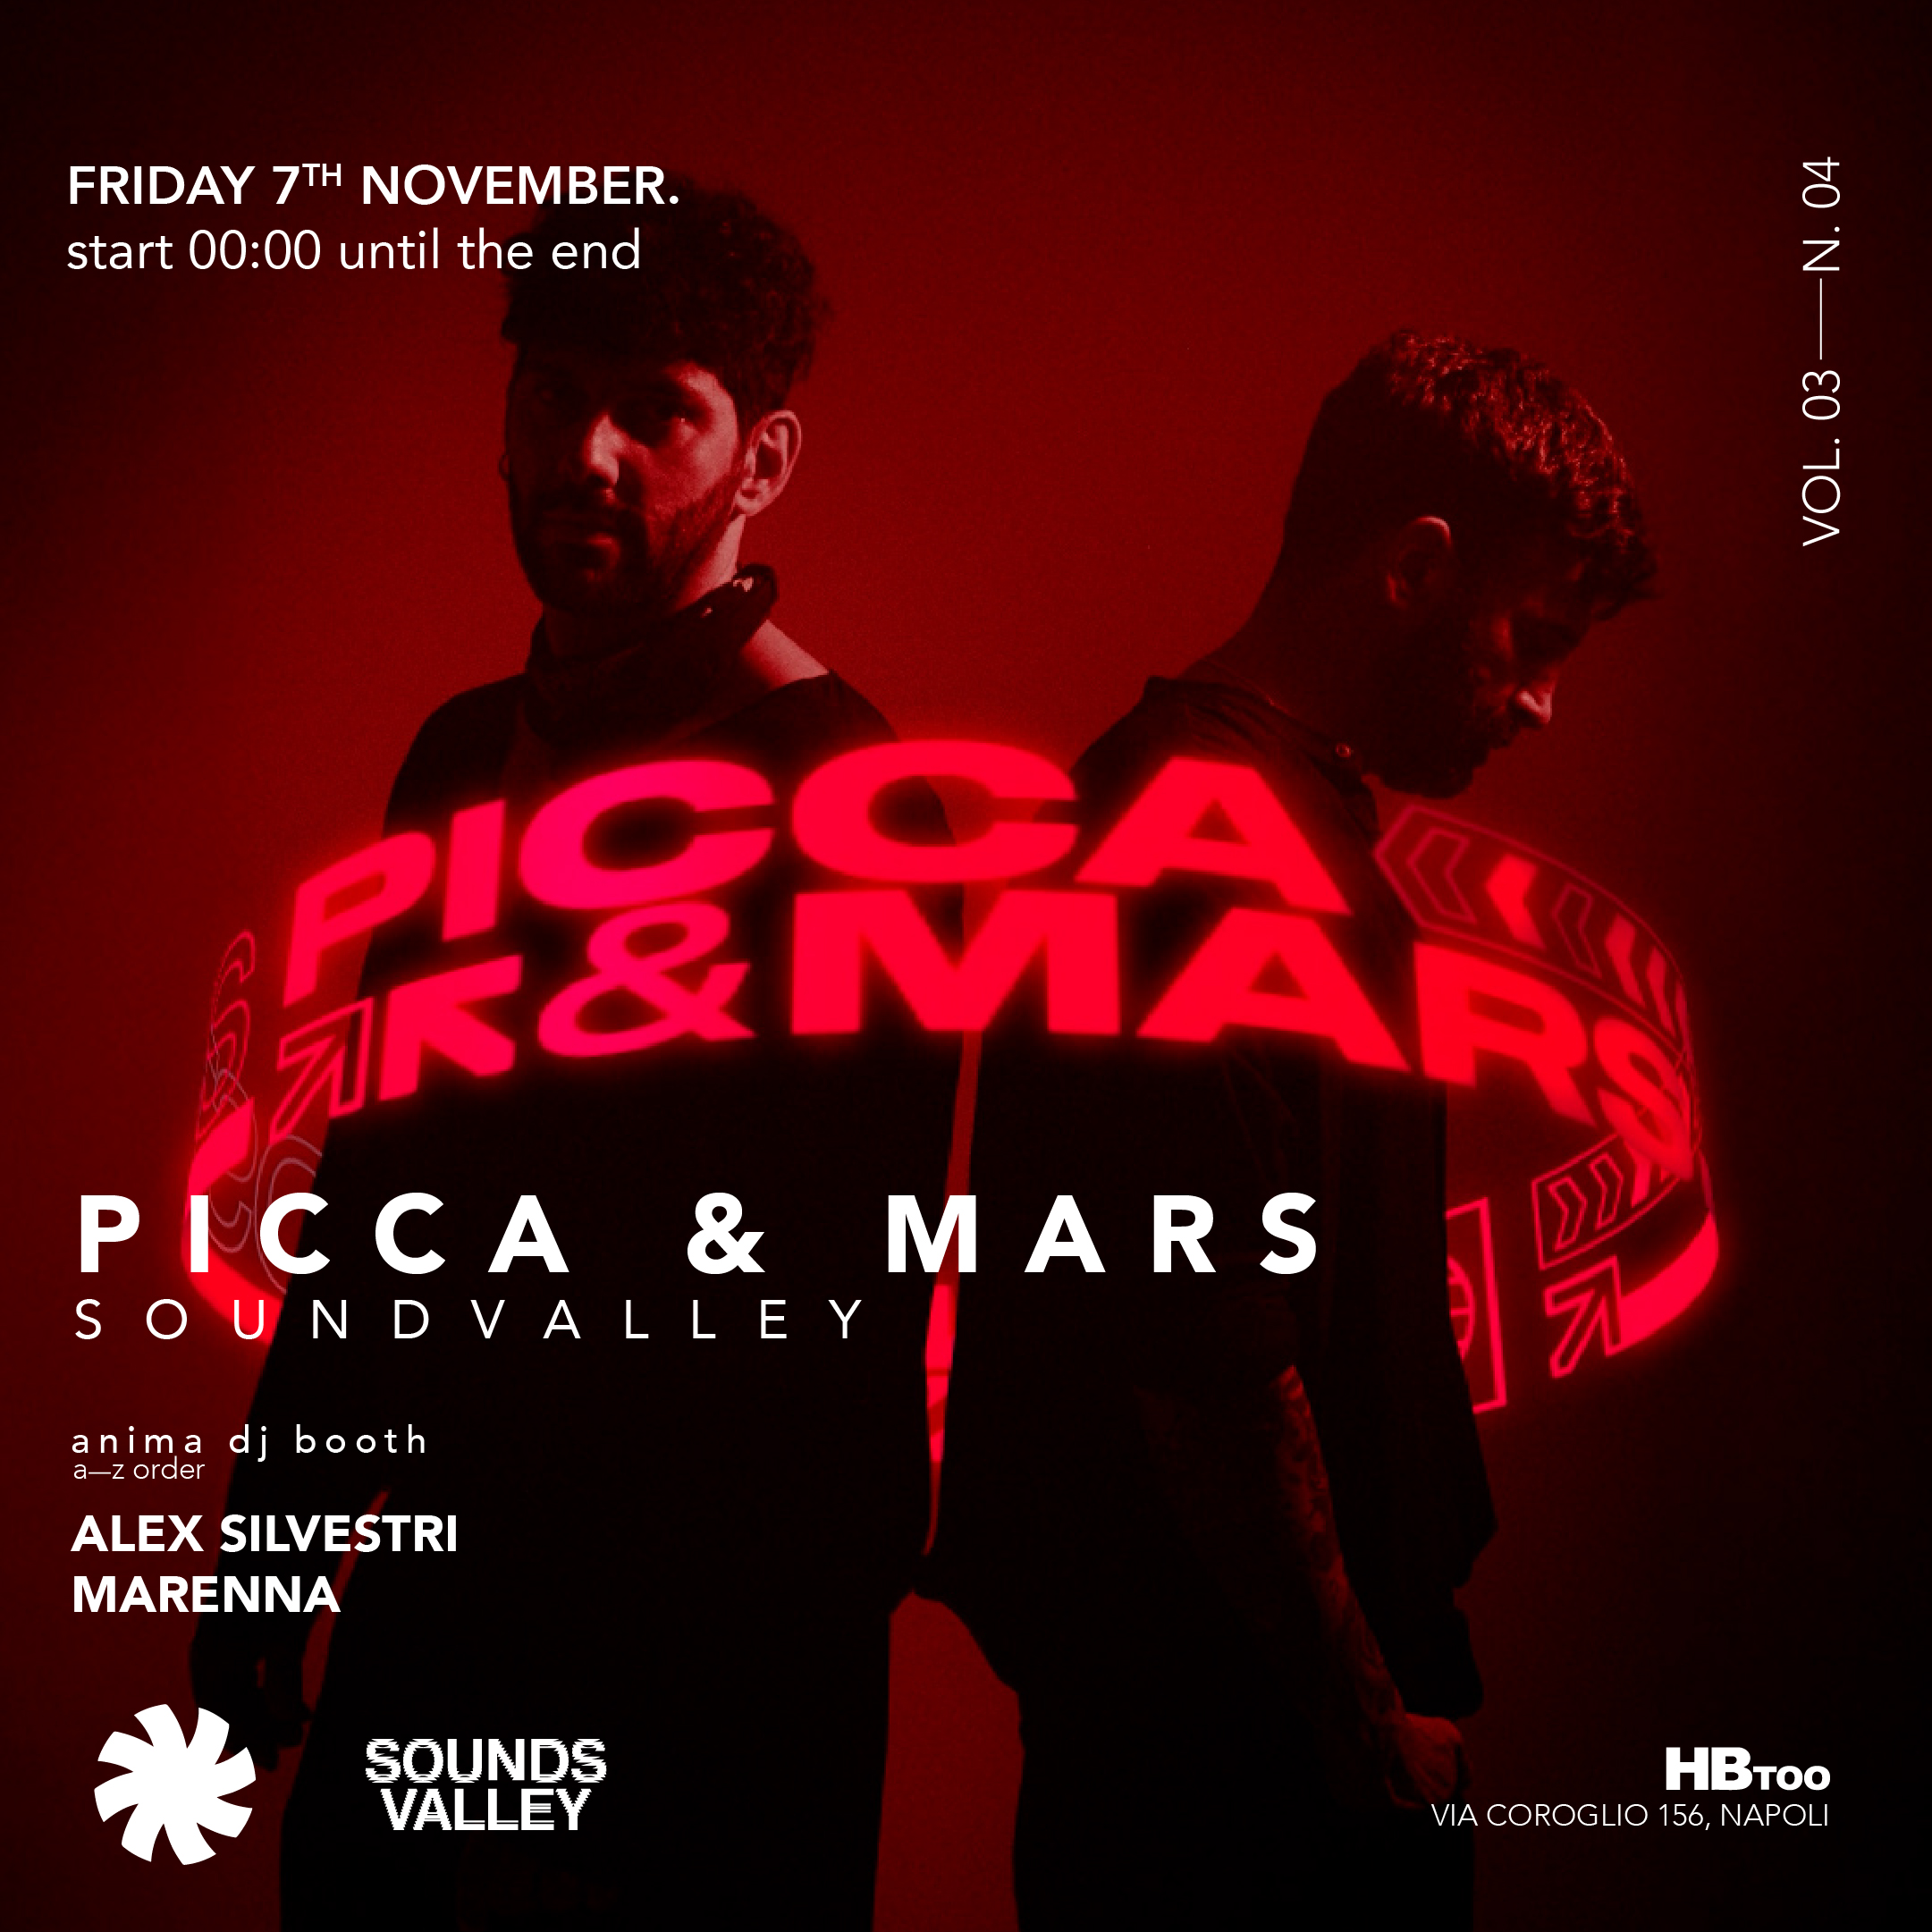 FRIDAY 7TH NOVEMBER.
start 00:00 until the end
VOL. 03 — N. 04
PICCA
&MARS
PICCA & MARS
SOUNDVALLEY
anima dj booth
a—z order
ALEX SILVESTRI
MARENNA
SOUNDS
VALLEY
HBTOO
VIA COROGLIO 156, NAPOLI